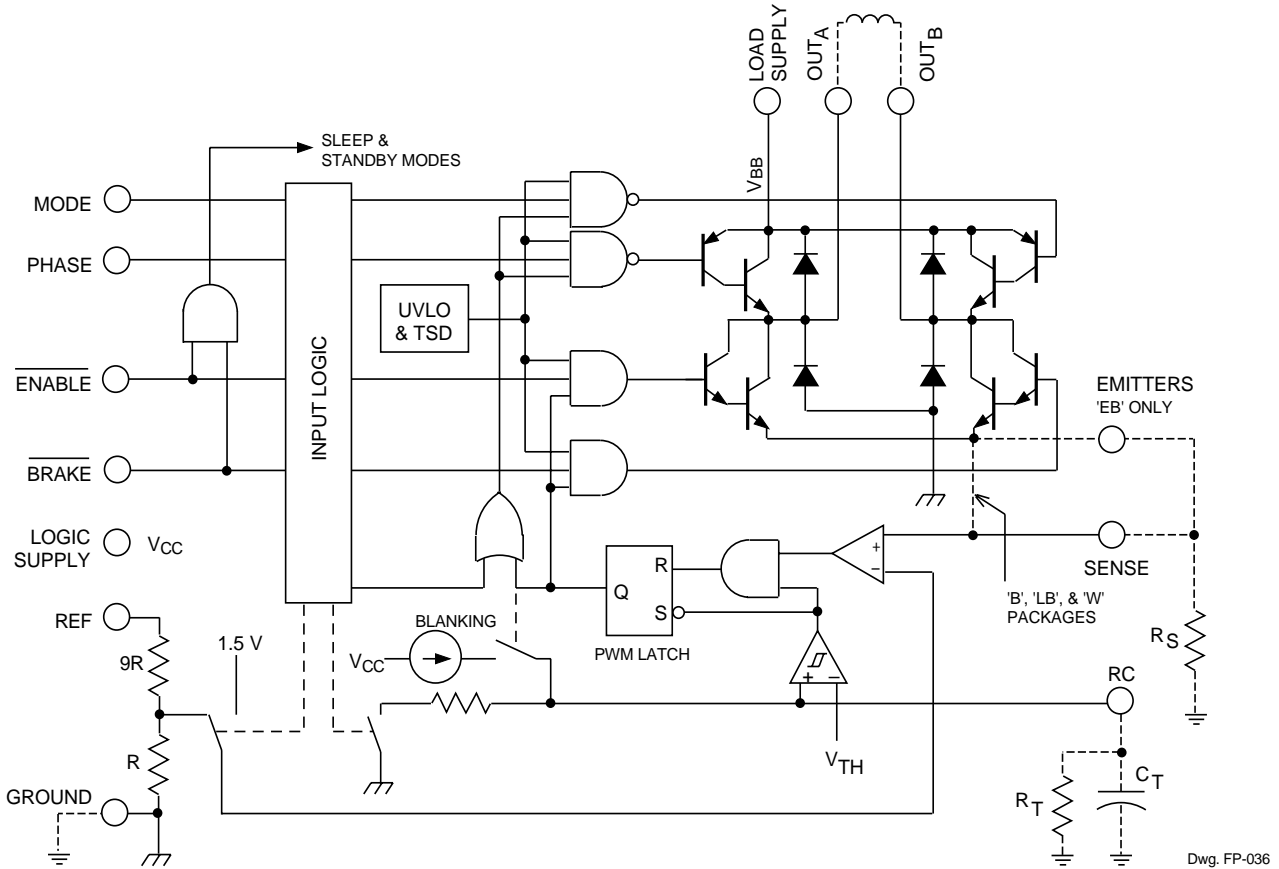 LOAD
SUPPLY
OUTA
OUTB
SLEEP &
STANDBY MODES
VBB
MODE
PHASE
UVLO
& TSD
ENABLE
INPUT LOGIC
EMITTERS
'EB' ONLY
BRAKE
LOGIC
SUPPLY
VCC
+
−
SENSE
R
Q
S
'B', 'LB', & 'W'
PACKAGES
REF
BLANKING
PWM LATCH
RS
1.5 V
9R
VCC
+ −
RC
R
VTH
GROUND
RT
CT
Dwg. FP-036